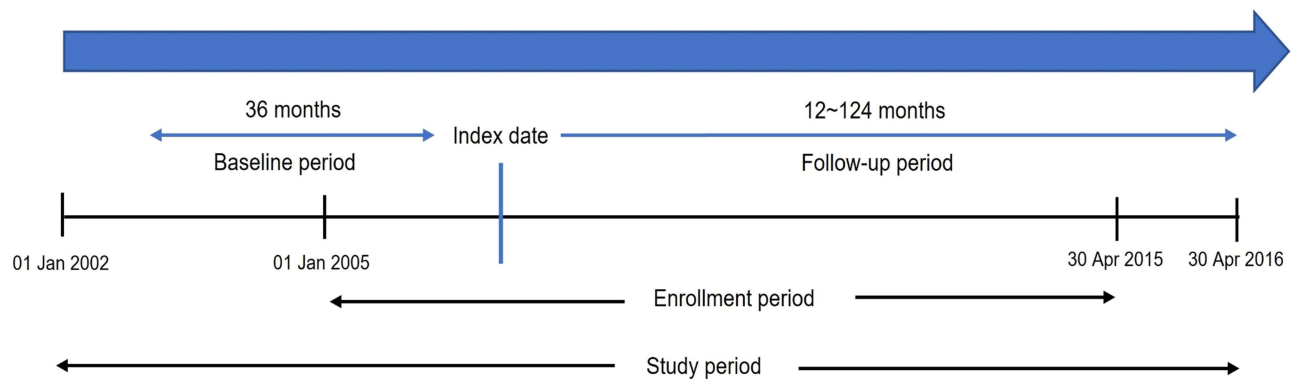 36 months
12~124 months
Index date
Baseline period
Follow-up period
01 Jan 2002
01 Jan 2005
30 Apr 2015
30 Apr 2016
Enrollment period
Study period